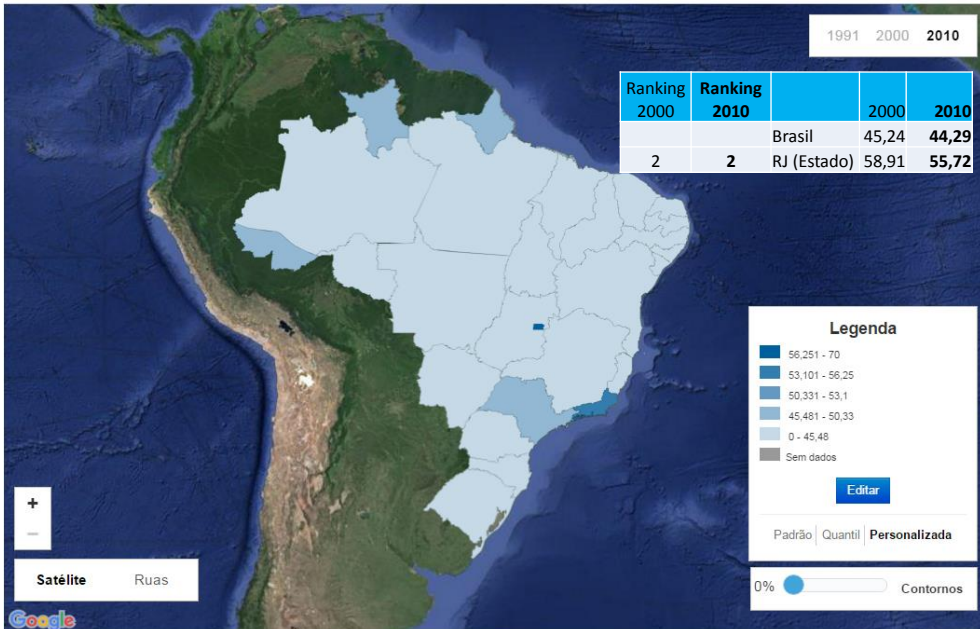 1991 2000 2010
Ranking 2000 Ranking 2010 2000 2010
Brasil 45,24 44,29
2 2 RJ (Estado) 58,91 55,72
Legenda
56,251 - 70
53,101 - 56,25
50,331 - 53,1
45,481 - 50,33
0 - 45,48
Sem dados
Editar
Padrão Quantil Personalizada
+
−
Satélite Ruas
0% Contornos
Google